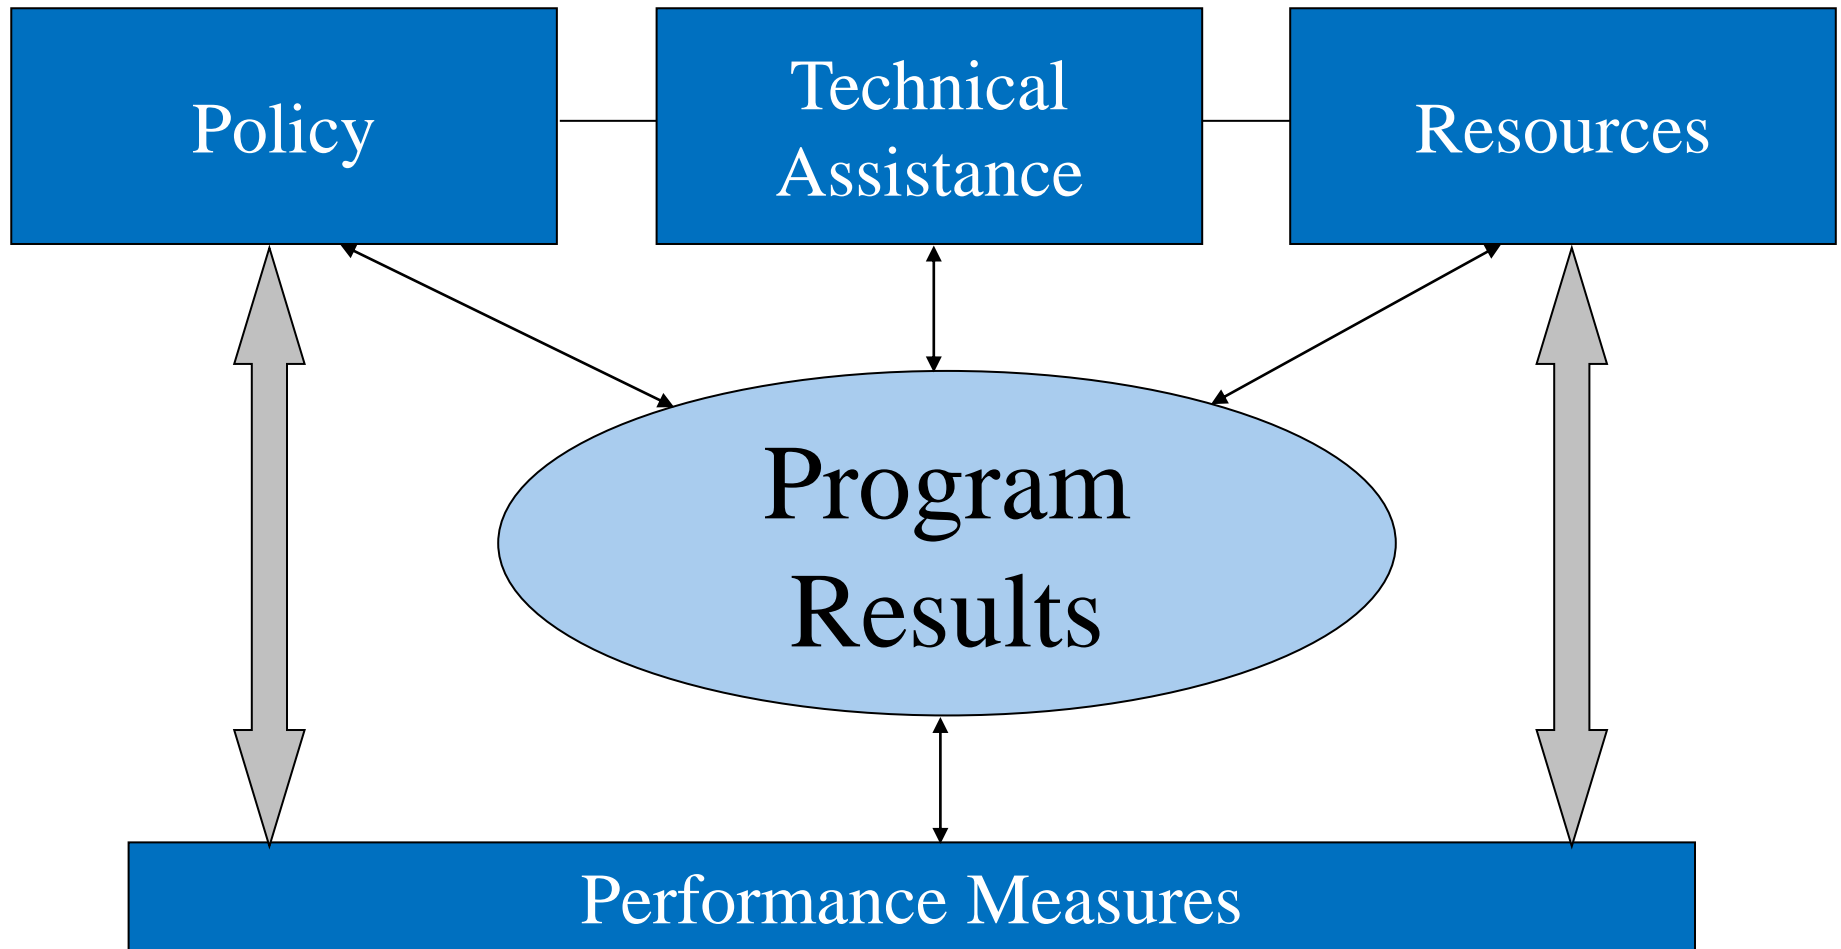 Policy
Technical
Assistance
Resources
Program
Results
Performance Measures